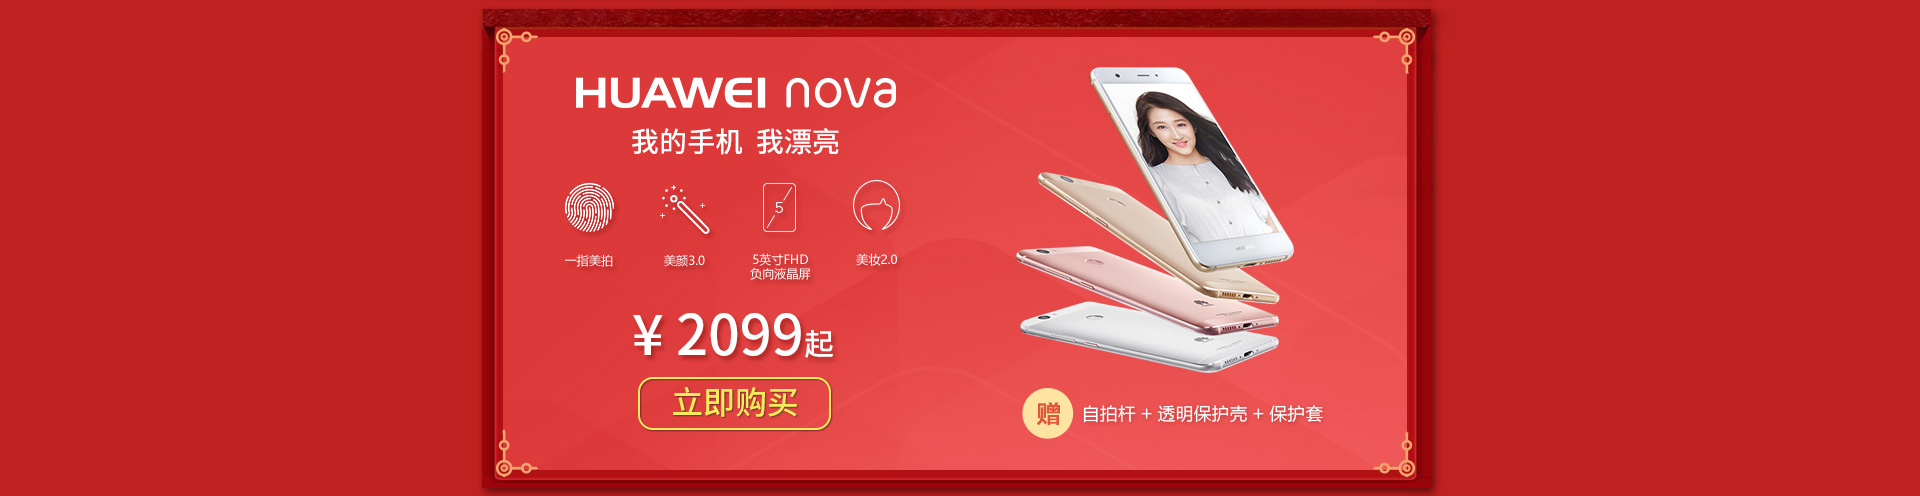 HUAWEI nova
我的手机 我漂亮
5
一指美拍
美颜3.0
5英寸FHD
负向液晶屏
美妆2.0
¥ 2099起
立即购买
HUAWEI
赠 自拍杆 + 透明保护壳 + 保护套